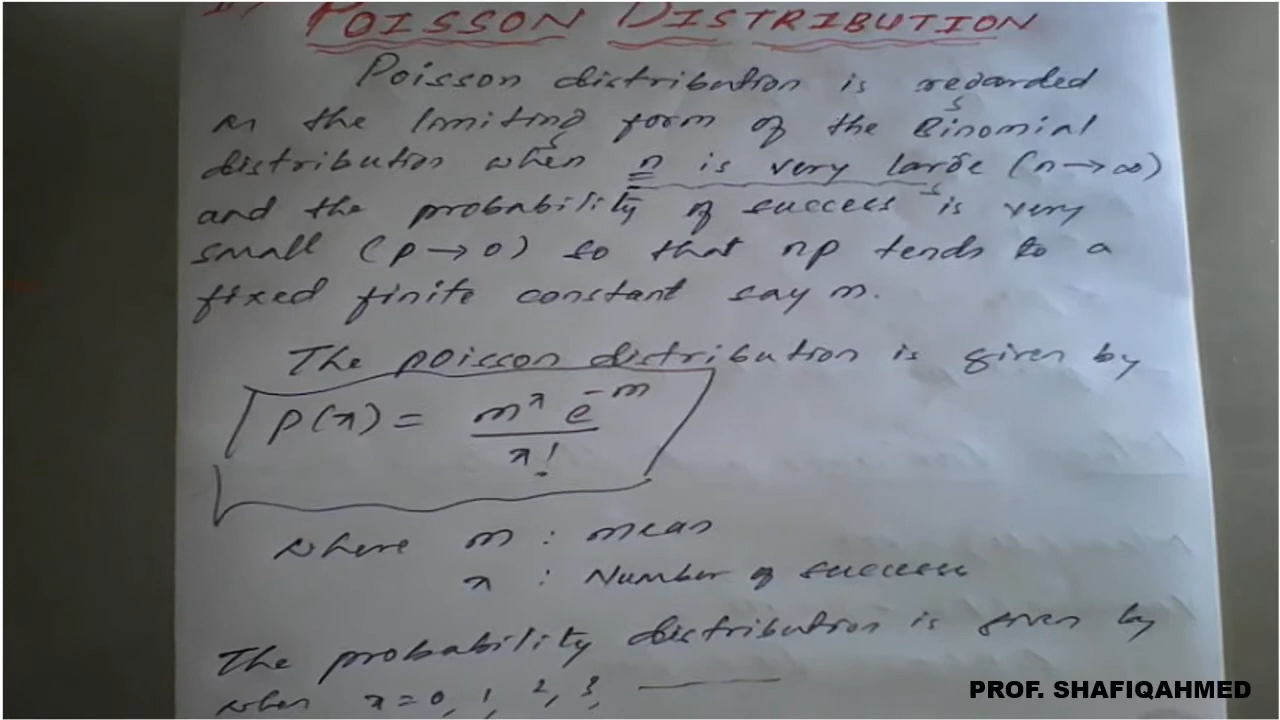 POISSON DISTRIBUTION
Poisson distribution is regarded
as the limiting form of the Binomial
distribution when n is very large (n→∞)
and the probability of success is very
small (p→0) so that np tends to a
fixed finite constant say m.
The poisson distribution is given by
P(x) = m^x e^-m / x!
where m : mean
x : Number of success
The probability distribution is given by
when x=0, 1, 2, 3, ———
PROF. SHAFIQAHMED